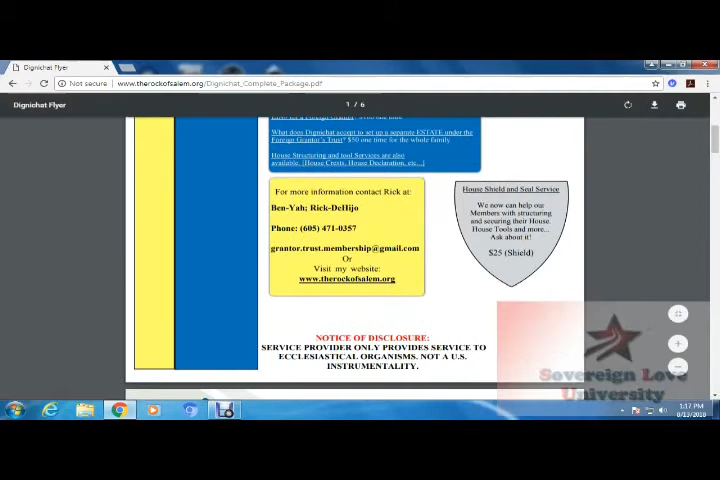 Dignichat Flyer
Not secure
www.therockofsalem.org/Dignichat_Complete_Package.pdf
Dignichat Flyer
1 / 6
What does Dignichat accept to set up a separate ESTATE under the
Foreign Grantor's Trust? $50 one time for the whole family
House Structuring and tool Services are also
available. [House Crests, House Declaration, etc...]
For more information contact Rick at:
Ben-Yah; Rick-DeHijo
Phone: (605) 471-0357
grantor.trust.membership@gmail.com
Or
Visit my website:
www.therockofsalem.org
House Shield and Seal Service
We now can help our
Members with structuring
and securing their House.
House Tools and more...
Ask about it!
$25 (Shield)
NOTICE OF DISCLOSURE:
SERVICE PROVIDER ONLY PROVIDES SERVICE TO
ECCLESIASTICAL ORGANISMS. NOT A U.S.
INSTRUMENTALITY.
Sovereign Love
University
1:17 PM
8/13/2018